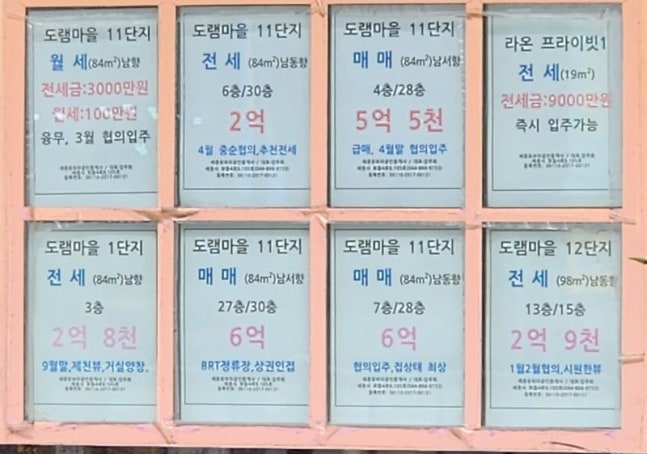 도램마을 11단지
월 세(84m²)남향
전세금:3000만원
월세:100만원
융무, 3월 협의입주
도램마을 11단지
전 세 (84m²)남동향
6층/30층
2억
4월 중순협의,추천전세
도램마을 11단지
매 매 (84m²)남서향
4층/28층
5억 5천
급매, 4월말 협의입주
라온 프라이빗1
전 세(19m²)
전세금:9000만원
즉시 입주가능
도램마을 1단지
전 세 (84m²)남향
3층
2억 8천
9월말,제천뷰,거실양창.
도램마을 11단지
매 매 (84m²)남서향
27층/30층
6억
BRT정류장,상권인접
도램마을 11단지
매 매 (84m²)남동향
7층/28층
6억
협의입주,집상태 최상
도램마을 12단지
전 세 (98m²)남동향
13층/15층
2억 9천
1월2월협의,시원한뷰